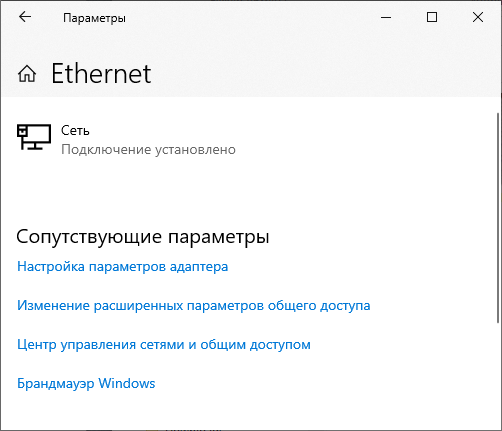 Параметры
Ethernet
Сеть
Подключение установлено
Сопутствующие параметры
Настройка параметров адаптера
Изменение расширенных параметров общего доступа
Центр управления сетями и общим доступом
Брандмауэр Windows